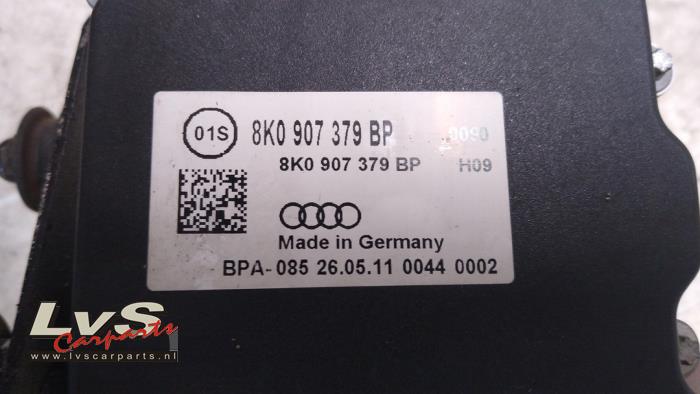 01S 8K0 907 379 BP 0090
8K0 907 379 BP H09
Made in Germany
BPA-085 26.05.11 0044 0002
LvS
Carparts
www.lvscarparts.nl